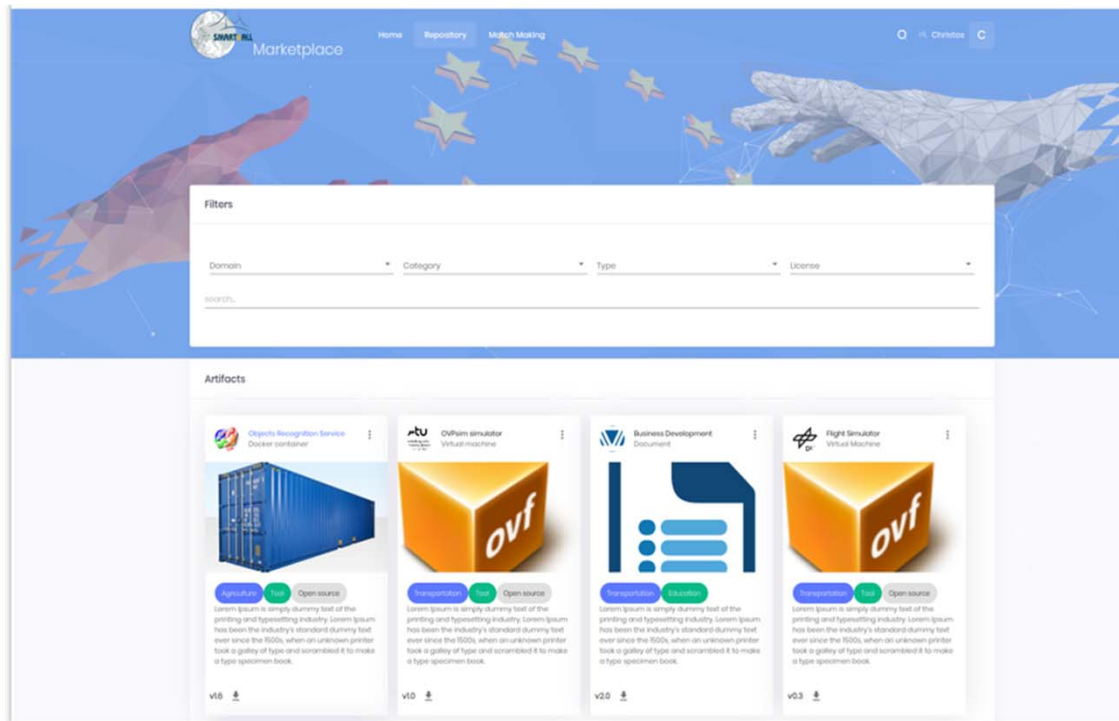 SMART4ALL
Marketplace
Home Repository Match Making
Hi, Christos C
Filters
Domain Category Type License
search...
Artifacts
Objects Recognition Service
Docker container
OVPsim simulator
Virtual machine
Business Development
Document
Flight Simulator
Virtual Machine
ovf
ovf
Agriculture Tool Open source
Lorem Ipsum is simply dummy text of the
printing and typesetting industry. Lorem Ipsum
has been the industry's standard dummy text
ever since the 1500s, when an unknown printer
took a galley of type and scrambled it to make
a type specimen book.
v1.6
Transportation Tool Open source
Lorem Ipsum is simply dummy text of the
printing and typesetting industry. Lorem Ipsum
has been the industry's standard dummy text
ever since the 1500s, when an unknown printer
took a galley of type and scrambled it to make
a type specimen book.
v1.0
Transportation Education
Lorem Ipsum is simply dummy text of the
printing and typesetting industry. Lorem Ipsum
has been the industry's standard dummy text
ever since the 1500s, when an unknown printer
took a galley of type and scrambled it to make
a type specimen book.
v2.0
Transportation Tool Open source
Lorem Ipsum is simply dummy text of the
printing and typesetting industry. Lorem Ipsum
has been the industry's standard dummy text
ever since the 1500s, when an unknown printer
took a galley of type and scrambled it to make
a type specimen book.
v0.3